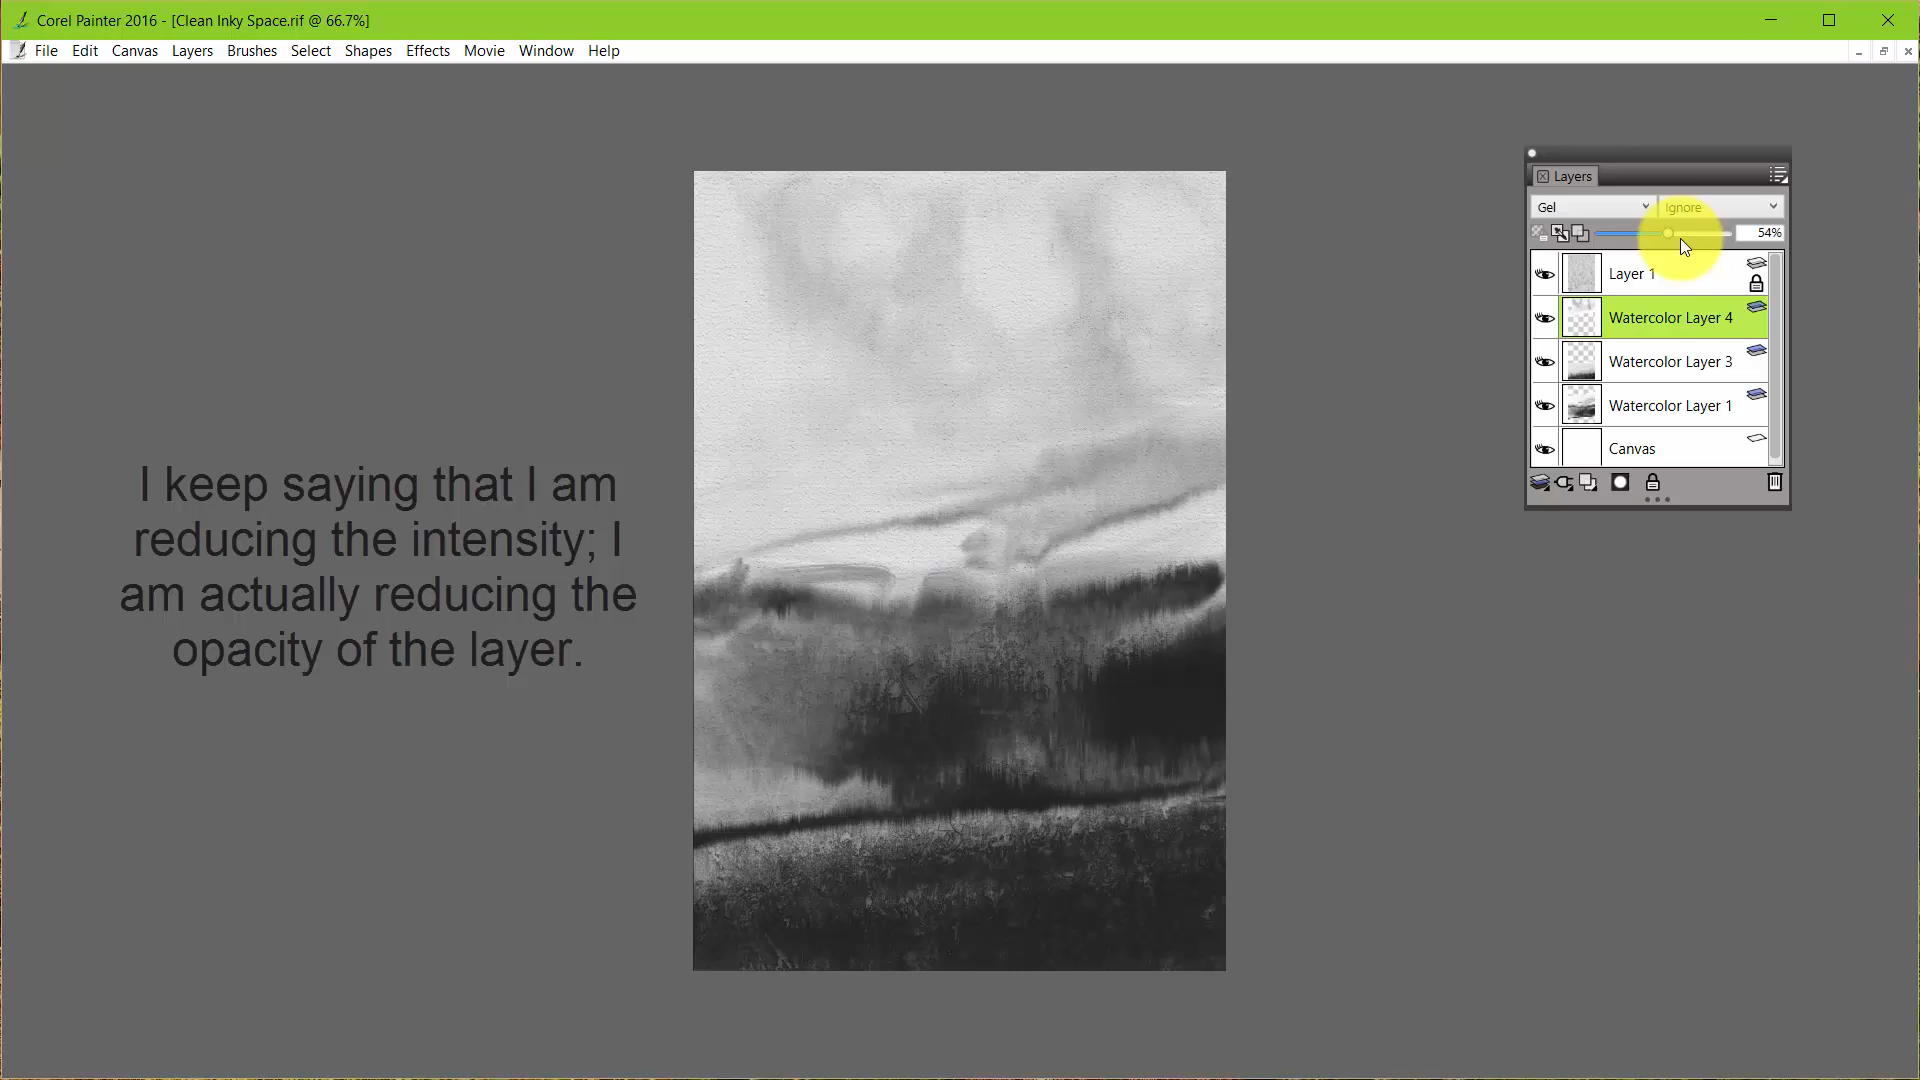 Corel Painter 2016 - [Clean Inky Space.rif @ 66.7%]
File Edit Canvas Layers Brushes Select Shapes Effects Movie Window Help
Layers
Gel Ignore
54%
Layer 1
Watercolor Layer 4
Watercolor Layer 3
Watercolor Layer 1
Canvas
I keep saying that I am
reducing the intensity; I
am actually reducing the
opacity of the layer.